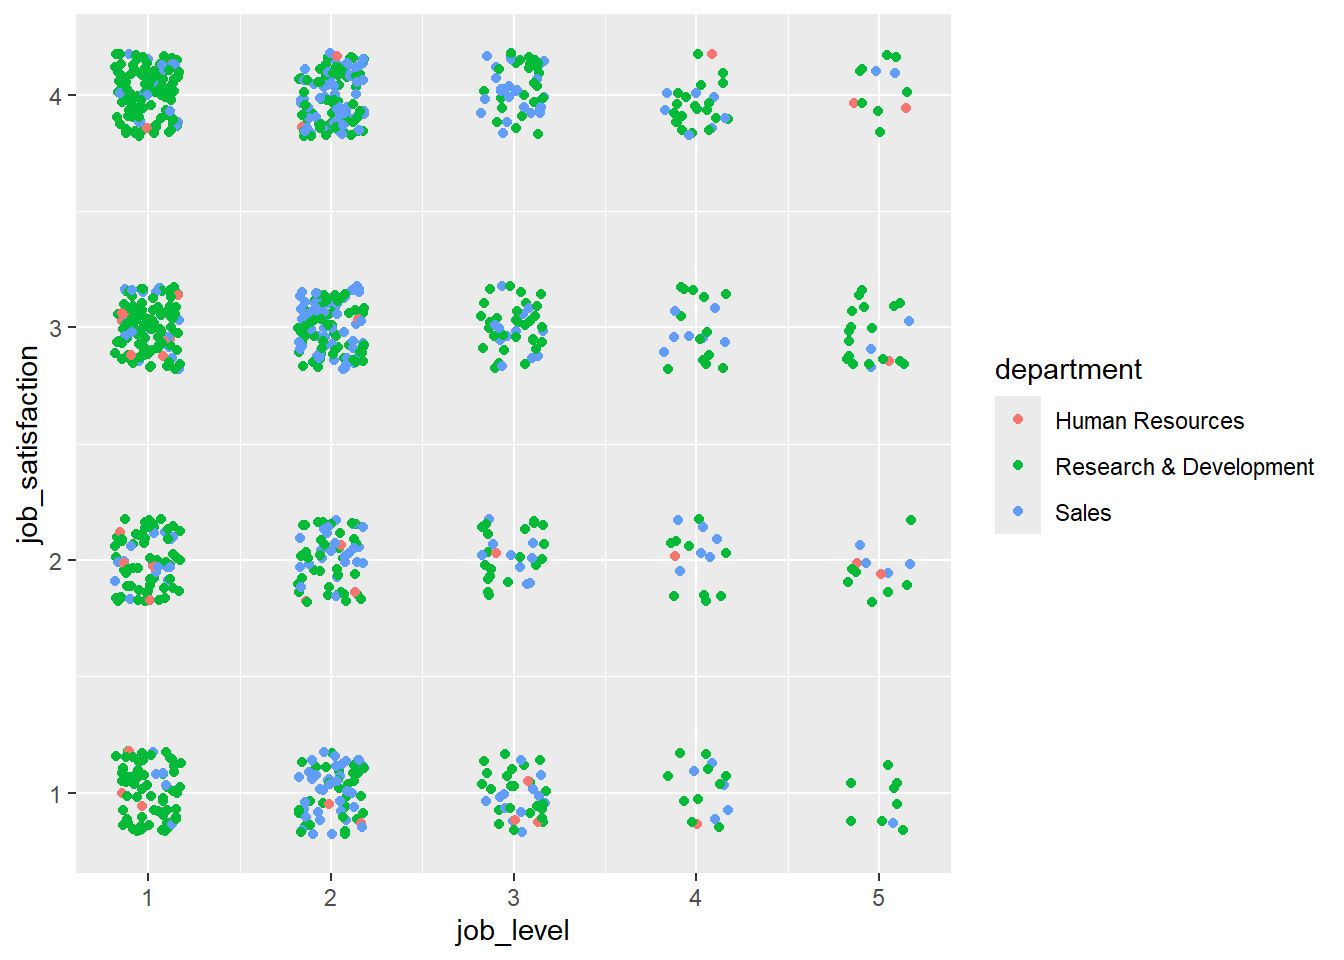 4
3
2
1
job_satisfaction
1 2 3 4 5
job_level
department
Human Resources
Research & Development
Sales